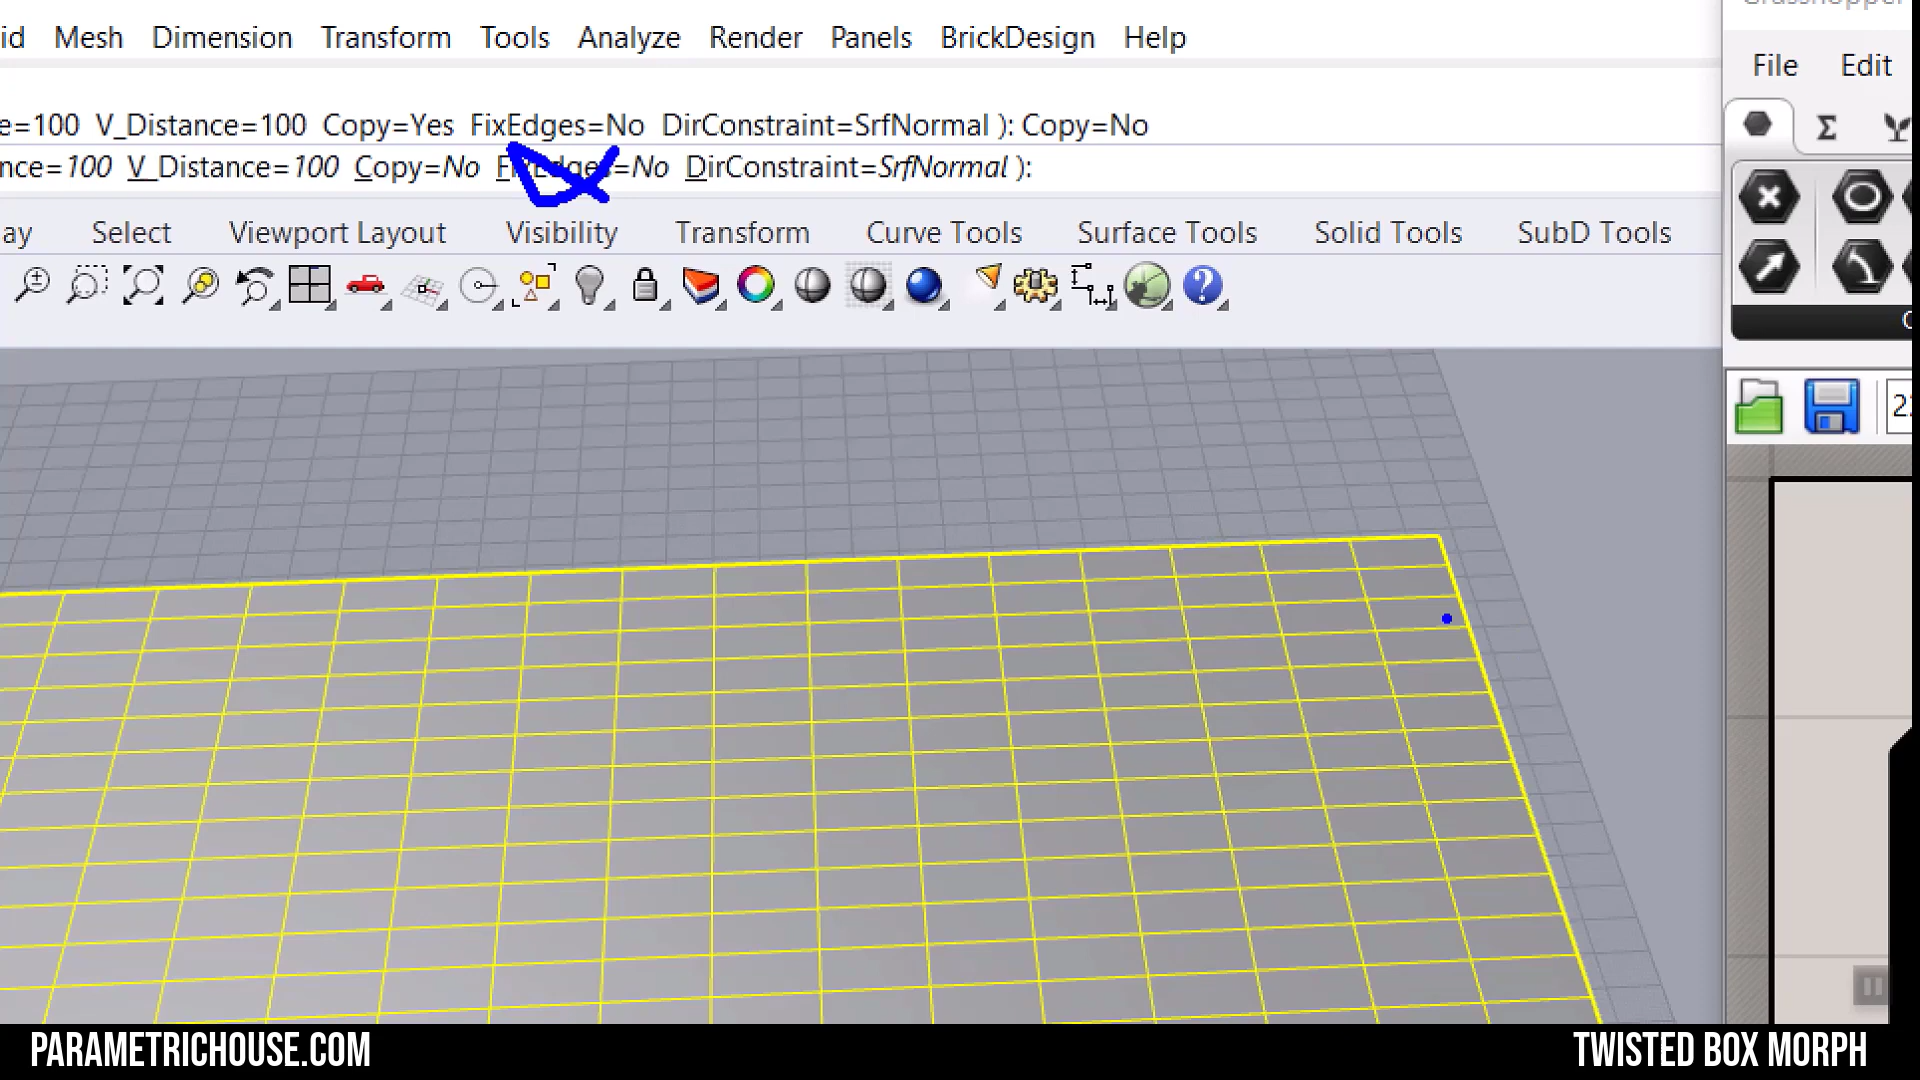 id Mesh Dimension Transform Tools Analyze Render Panels BrickDesign Help
File Edit
e=100 V_Distance=100 Copy=Yes FixEdges=No DirConstraint=SrfNormal ): Copy=No
nce=100 V_Distance=100 Copy=No FixEdges=No DirConstraint=SrfNormal ):
ay Select Viewport Layout Visibility Transform Curve Tools Surface Tools Solid Tools SubD Tools
PARAMETRICHOUSE.COM
TWISTED BOX MORPH